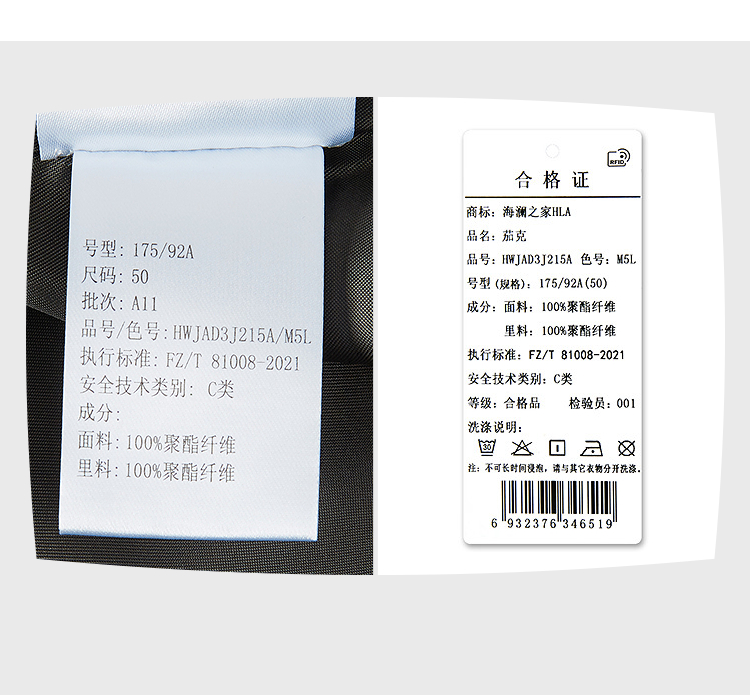 号型: 175/92A
尺码: 50
批次: A11
品号/色号: HWJAD3J215A/M5L
执行标准: FZ/T 81008-2021
安全技术类别: C类
成分:
面料: 100%聚酯纤维
里料: 100%聚酯纤维
RFID
合格证
商标: 海澜之家HLA
品名: 茄克
品号: HWJAD3J215A 色号: M5L
号型(规格): 175/92A(50)
成分: 面料: 100%聚酯纤维
里料: 100%聚酯纤维
执行标准: FZ/T 81008-2021
安全技术类别: C类
等级: 合格品 检验员: 001
洗涤说明:
30
注: 不可长时间浸泡, 请与其它衣物分开洗涤.
6 932376 346519